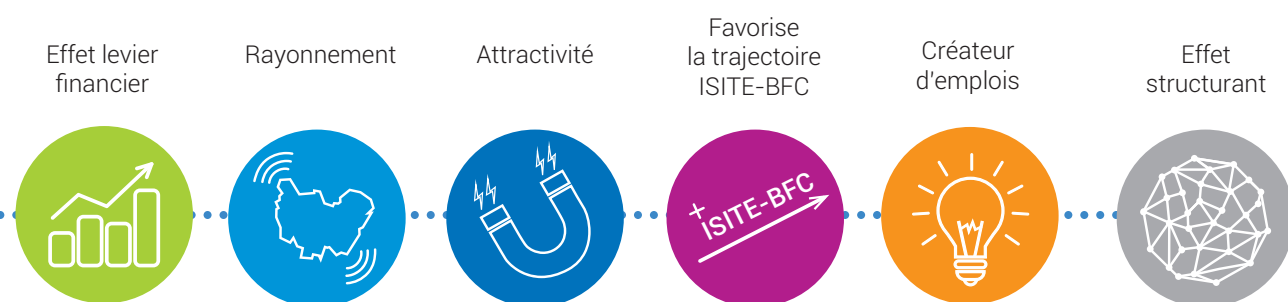 Effet levier
financier
Rayonnement
Attractivité
Favorise
la trajectoire
ISITE-BFC
Créateur
d'emplois
Effet
structurant
+
ISITE-BFC